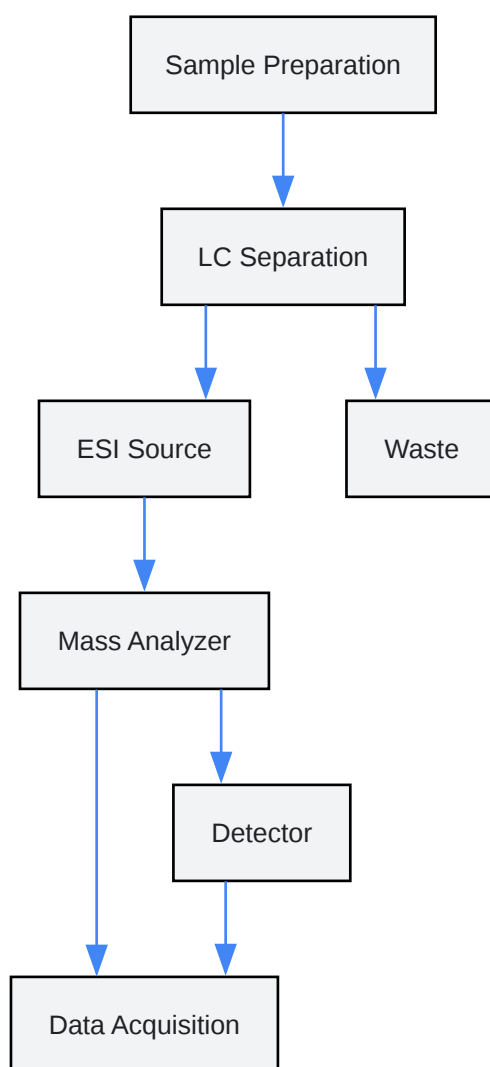 Sample Preparation
LC Separation
ESI Source
Waste
Mass Analyzer
Detector
Data Acquisition